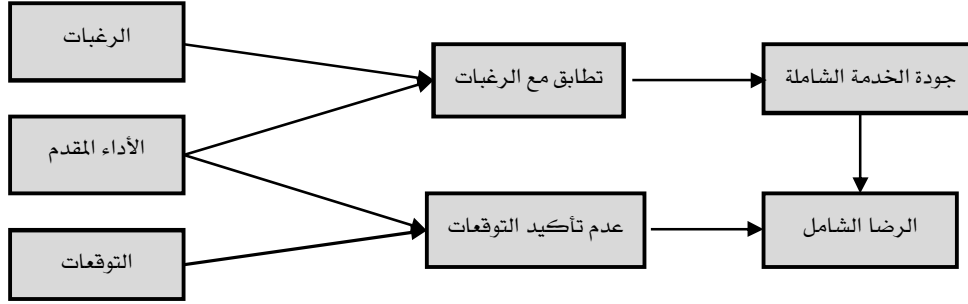 الرغبات
تطابق مع الرغبات
جودة الخدمة الشاملة
الأداء المقدم
عدم تأكيد التوقعات
الرضا الشامل
التوقعات